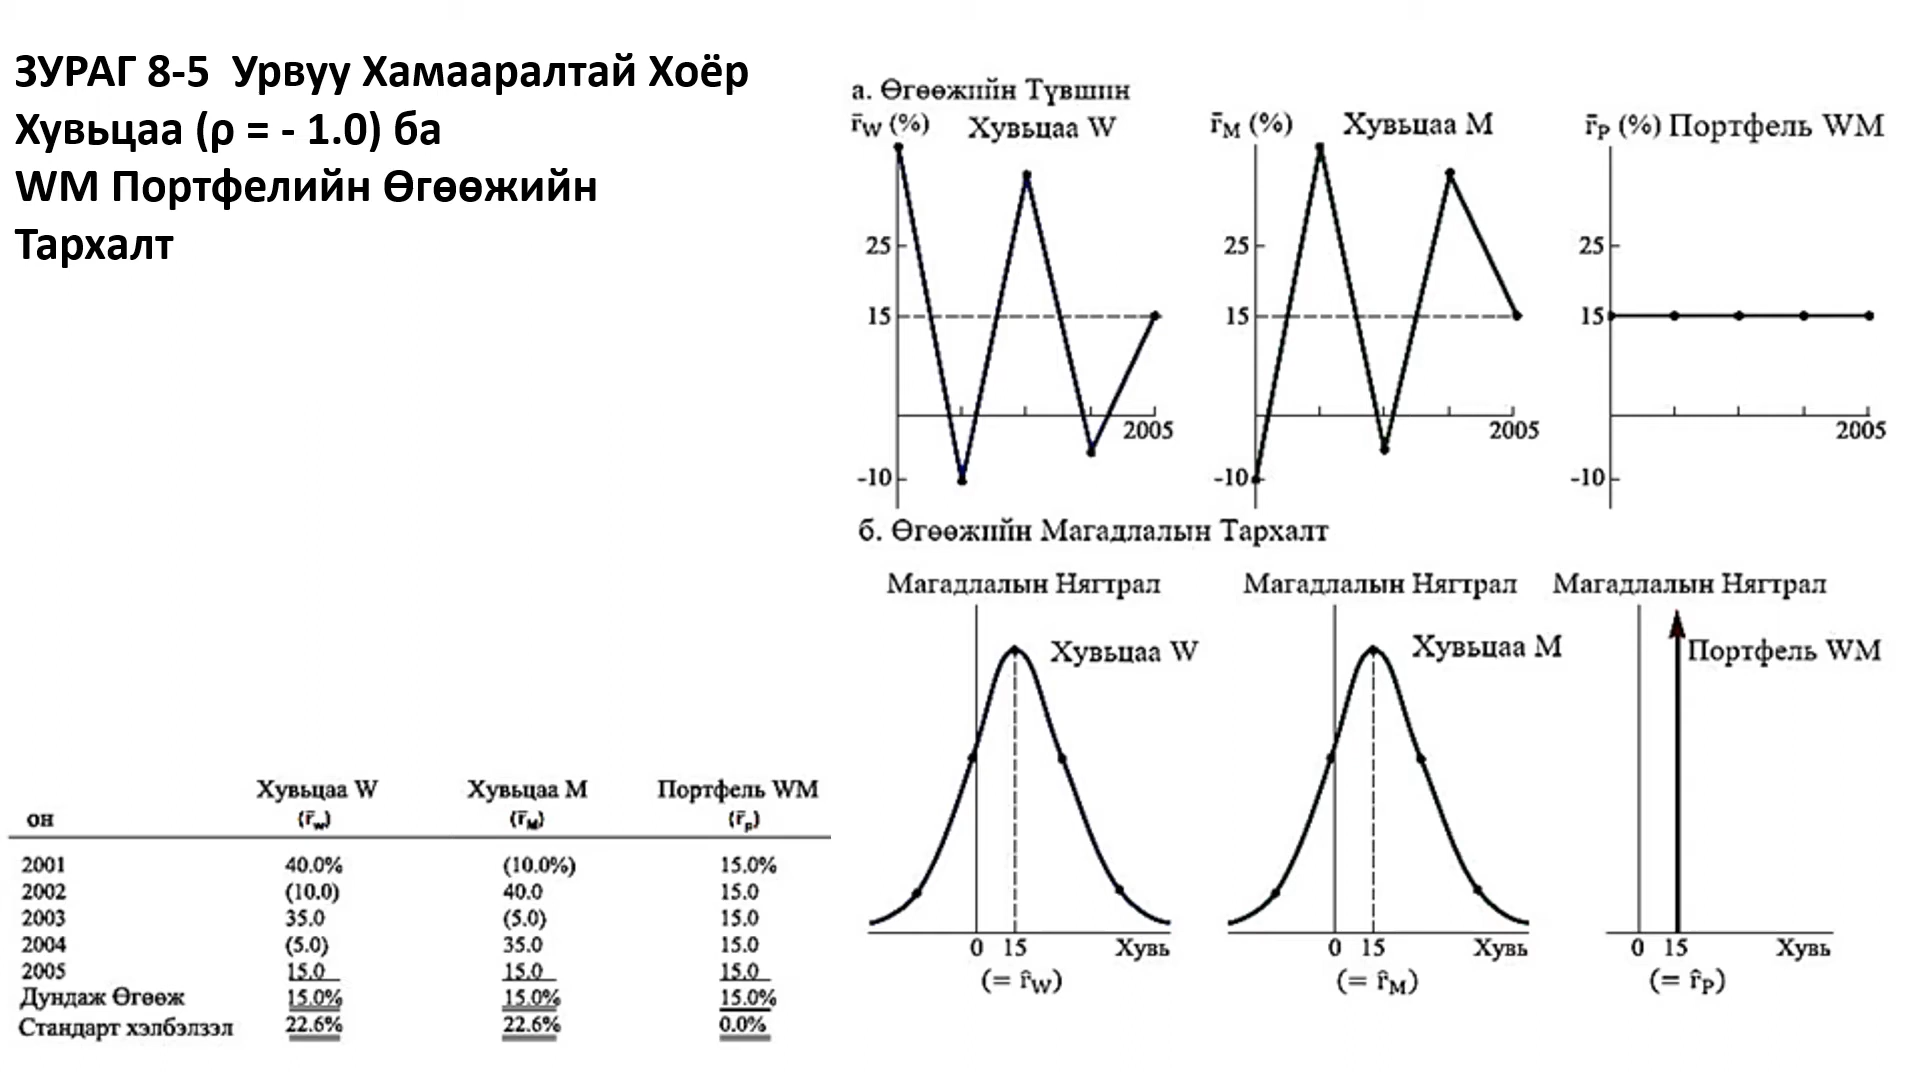 ЗУРАГ 8-5 Урвуу Хамааралтай Хоёр
Хувьцаа (ρ = - 1.0) ба
WM Портфелийн Өгөөжийн
Тархалт
а. Өгөөжийн Түвшин
r̄W (%) Хувьцаа W
25
15
-10
2005
r̄M (%) Хувьцаа М
25
15
-10
2005
r̄P (%) Портфель WM
25
15
-10
2005
б. Өгөөжийн Магадлалын Тархалт
Магадлалын Нягтрал
Хувьцаа W
0 15 Хувь
(= r̂W)
Магадлалын Нягтрал
Хувьцаа М
0 15 Хувь
(= r̂M)
Магадлалын Нягтрал
Портфель WM
0 15 Хувь
(= r̂P)
Хувьцаа W Хувьцаа М Портфель WM
он (r̄w) (r̄M) (r̄p)
2001 40.0% (10.0%) 15.0%
2002 (10.0) 40.0 15.0
2003 35.0 (5.0) 15.0
2004 (5.0) 35.0 15.0
2005 15.0 15.0 15.0
Дундаж Өгөөж 15.0% 15.0% 15.0%
Стандарт хэлбэлзэл 22.6% 22.6% 0.0%